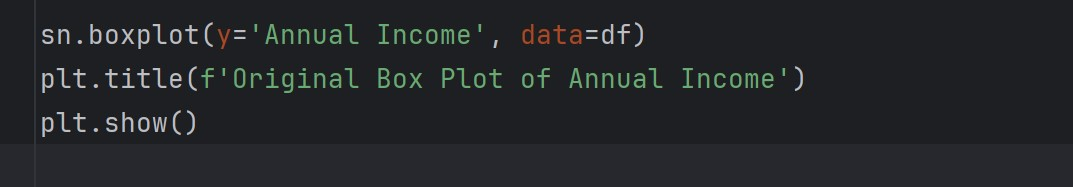 sn.boxplot(y='Annual Income', data=df)
plt.title(f'Original Box Plot of Annual Income')
plt.show()